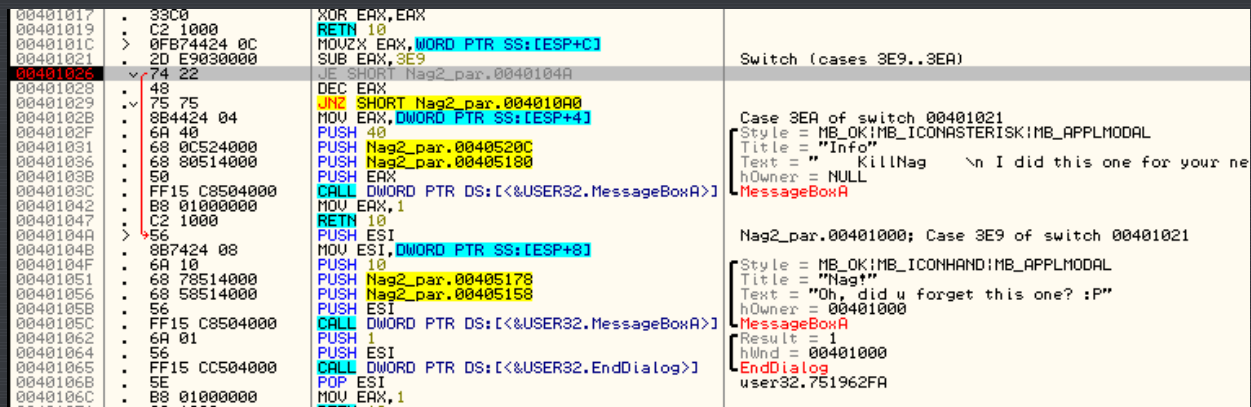 00401017 . 33C0 XOR EAX,EAX
00401019 . C2 1000 RETN 10
0040101C > 0FB74424 0C MOVZX EAX,WORD PTR SS:[ESP+C]
00401021 . 2D E9030000 SUB EAX,3E9 Switch (cases 3E9..3EA)
00401026 74 22 JE SHORT Nag2_par.0040104A
00401028 . 48 DEC EAX
00401029 . 75 75 JNZ SHORT Nag2_par.004010A0
0040102B . 8B4424 04 MOV EAX,DWORD PTR SS:[ESP+4] Case 3EA of switch 00401021
0040102F . 6A 40 PUSH 40 Style = MB_OK|MB_ICONASTERISK|MB_APPLMODAL
00401031 . 68 0C524000 PUSH Nag2_par.0040520C Title = "Info"
00401036 . 68 80514000 PUSH Nag2_par.00405180 Text = " KillNag \n I did this one for your ne
0040103B . 50 PUSH EAX hOwner = NULL
0040103C . FF15 C8504000 CALL DWORD PTR DS:[<&USER32.MessageBoxA>] MessageBoxA
00401042 . B8 01000000 MOV EAX,1
00401047 . C2 1000 RETN 10
0040104A > 56 PUSH ESI Nag2_par.00401000; Case 3E9 of switch 00401021
0040104B . 8B7424 08 MOV ESI,DWORD PTR SS:[ESP+8]
0040104F . 6A 10 PUSH 10 Style = MB_OK|MB_ICONHAND|MB_APPLMODAL
00401051 . 68 78514000 PUSH Nag2_par.00405178 Title = "Nag!"
00401056 . 68 58514000 PUSH Nag2_par.00405158 Text = "Oh, did u forget this one? :P"
0040105B . 56 PUSH ESI hOwner = 00401000
0040105C . FF15 C8504000 CALL DWORD PTR DS:[<&USER32.MessageBoxA>] MessageBoxA
00401062 . 6A 01 PUSH 1 Result = 1
00401064 . 56 PUSH ESI hWnd = 00401000
00401065 . FF15 CC504000 CALL DWORD PTR DS:[<&USER32.EndDialog>] EndDialog
0040106B . 5E POP ESI user32.751962FA
0040106C . B8 01000000 MOV EAX,1